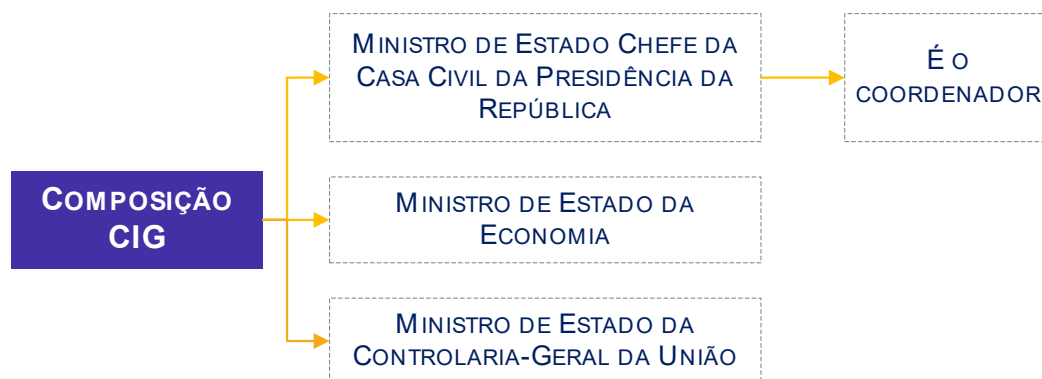 MINISTRO DE ESTADO CHEFE DA
CASA CIVIL DA PRESIDÊNCIA DA
REPÚBLICA
É O
COORDENADOR
COMPOSIÇÃO
CIG
MINISTRO DE ESTADO DA
ECONOMIA
MINISTRO DE ESTADO DA
CONTROLARIA-GERAL DA UNIÃO